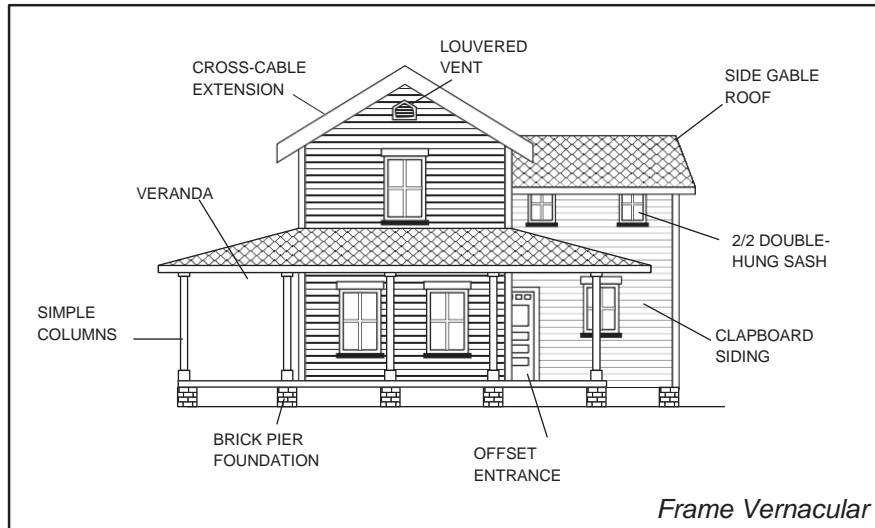 LOUVERED
VENT
CROSS-CABLE
EXTENSION
SIDE GABLE
ROOF
VERANDA
2/2 DOUBLE-
HUNG SASH
SIMPLE
COLUMNS
CLAPBOARD
SIDING
BRICK PIER
FOUNDATION
OFFSET
ENTRANCE
Frame Vernacular